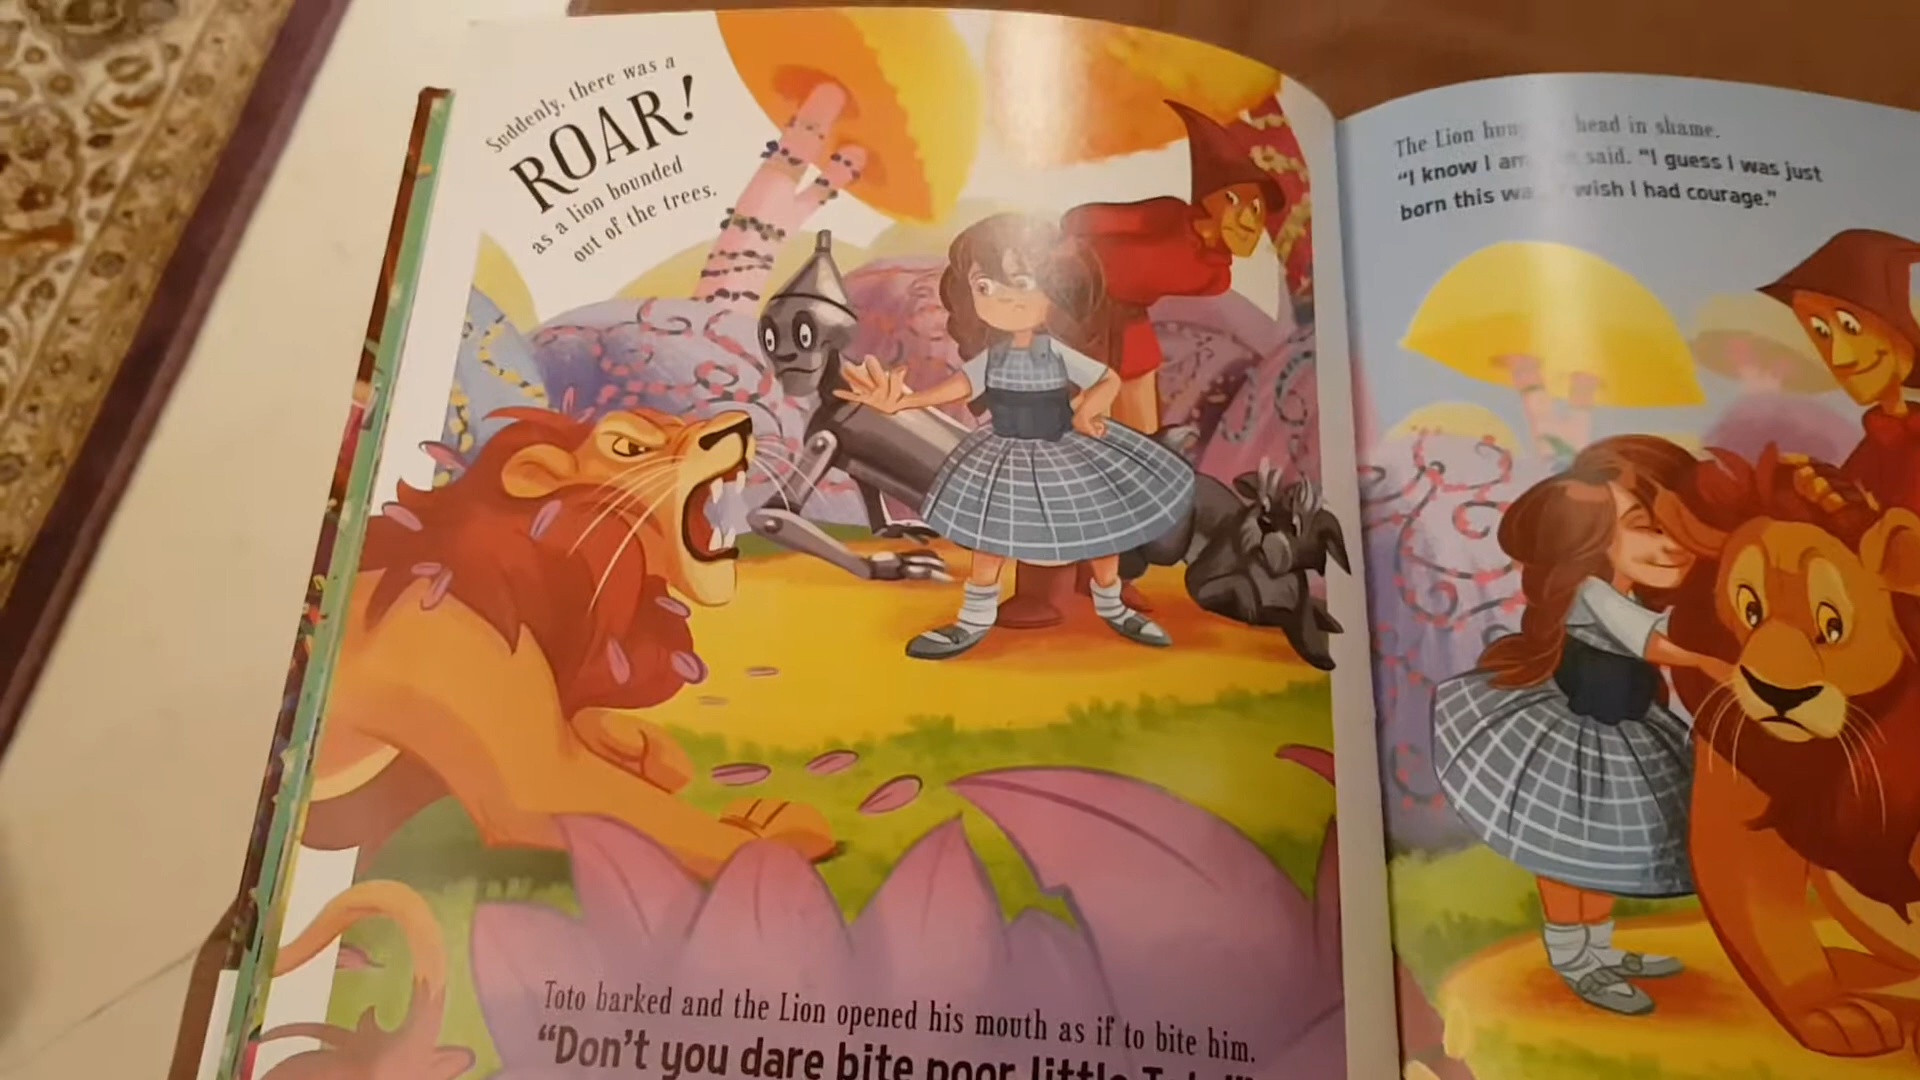 Suddenly, there was a
ROAR!
as a lion bounded
out of the trees.
Toto barked and the Lion opened his mouth as if to bite him.
"Don't you dare bite poor little
The Lion head in shame.
"I know I am said. "I guess I was just
born this wish I had courage."